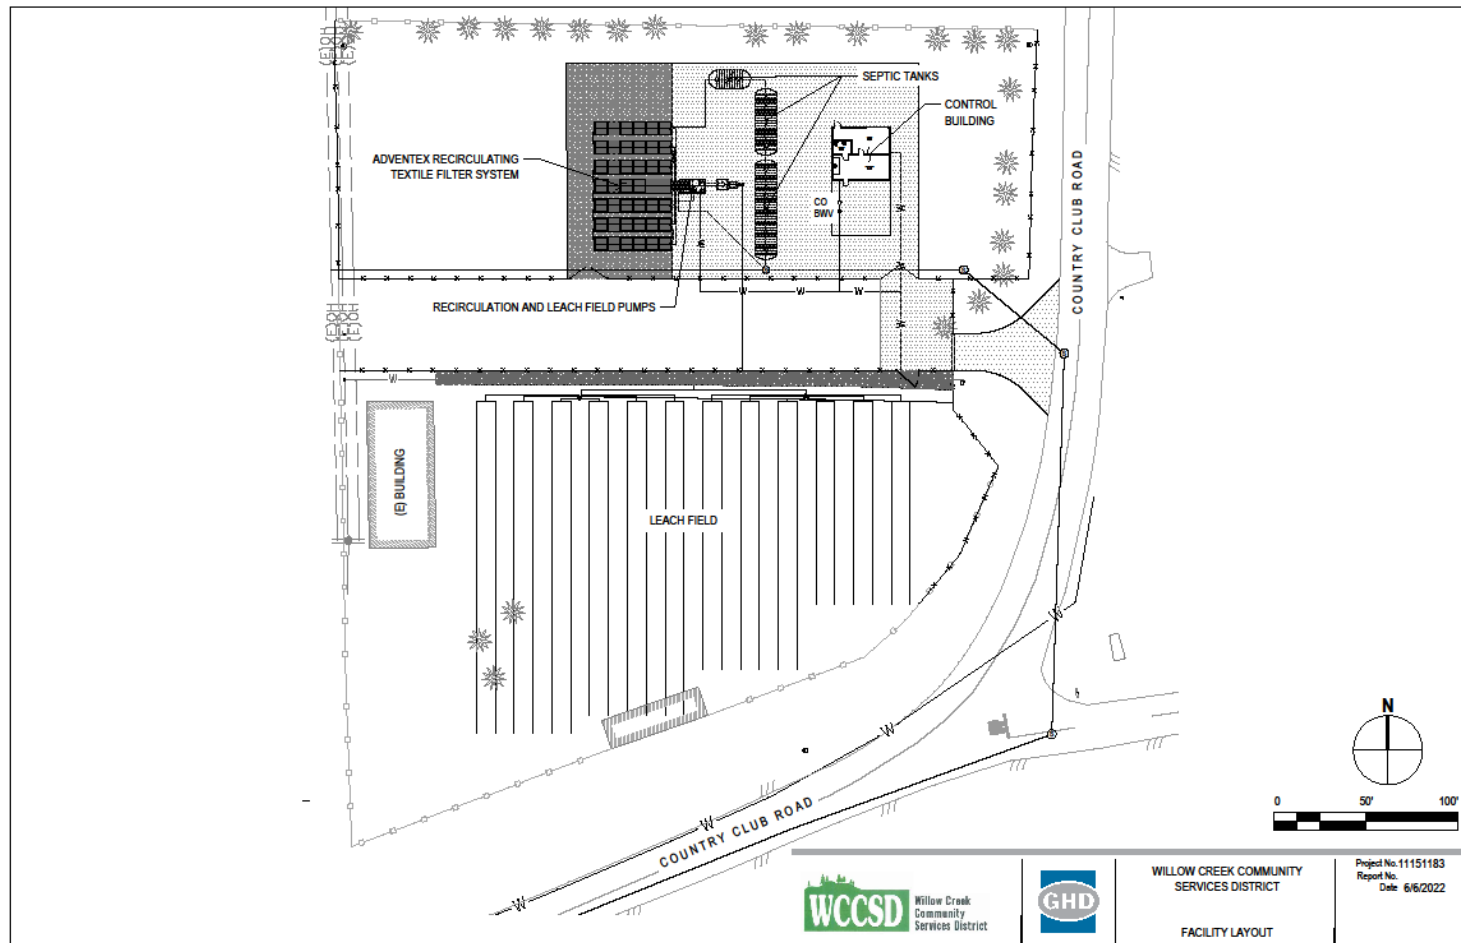 SEPTIC TANKS
CONTROL
BUILDING
ADVENTEX RECIRCULATING
TEXTILE FILTER SYSTEM
CO
BWV
W
W
RECIRCULATION AND LEACH FIELD PUMPS
W
W
W
W
W
COUNTRY CLUB ROAD
(E) BUILDING
LEACH FIELD
W
W
W
W
COUNTRY CLUB ROAD
N
0 50' 100'
WCCSD
Willow Creek
Community
Services District
GHD
WILLOW CREEK COMMUNITY
SERVICES DISTRICT
FACILITY LAYOUT
Project No. 11151183
Report No.
Date 6/6/2022